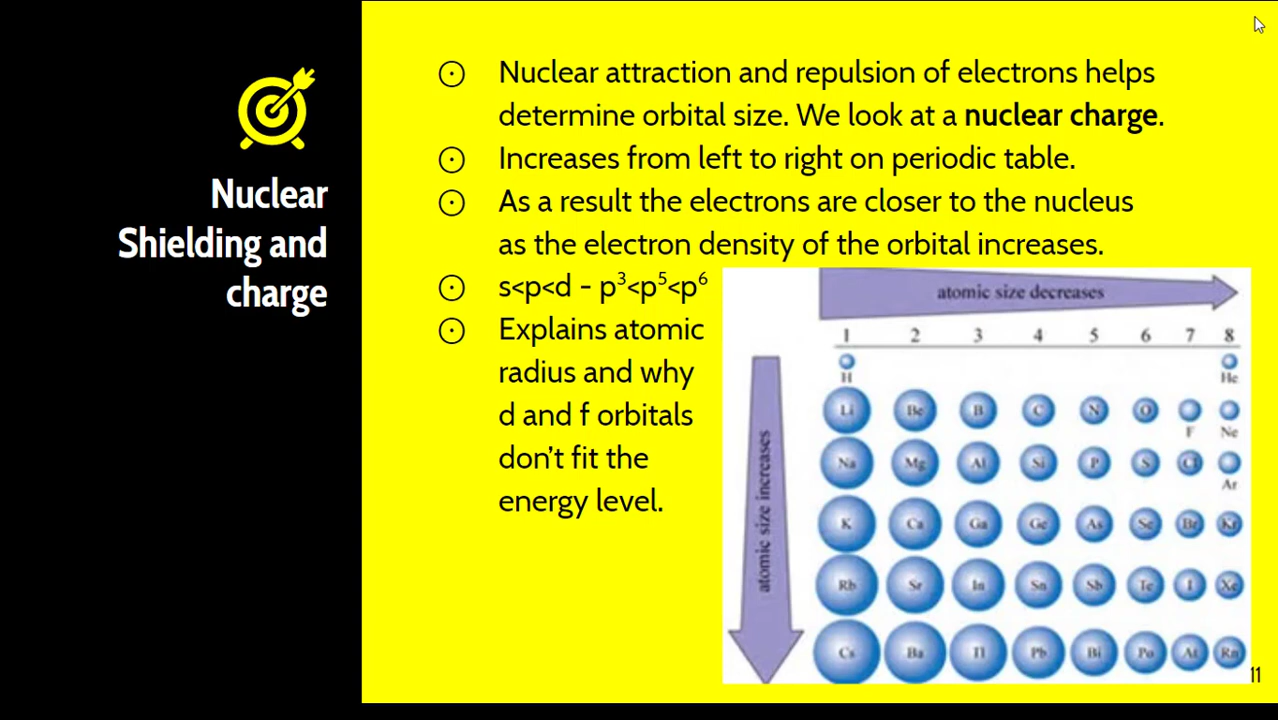 Nuclear
Shielding and
charge
Nuclear attraction and repulsion of electrons helps
determine orbital size. We look at a nuclear charge.
Increases from left to right on periodic table.
As a result the electrons are closer to the nucleus
as the electron density of the orbital increases.
s<p<d - p³<p⁵<p⁶
Explains atomic
radius and why
d and f orbitals
don't fit the
energy level.
atomic size decreases
1 2 3 4 5 6 7 8
atomic size increases
H He
Li Be B C N O F Ne
Na Mg Al Si P S Cl Ar
K Ca Ga Ge As Se Br Kr
Rb Sr In Sn Sb Te I Xe
Cs Ba Tl Pb Bi Po At Rn
11